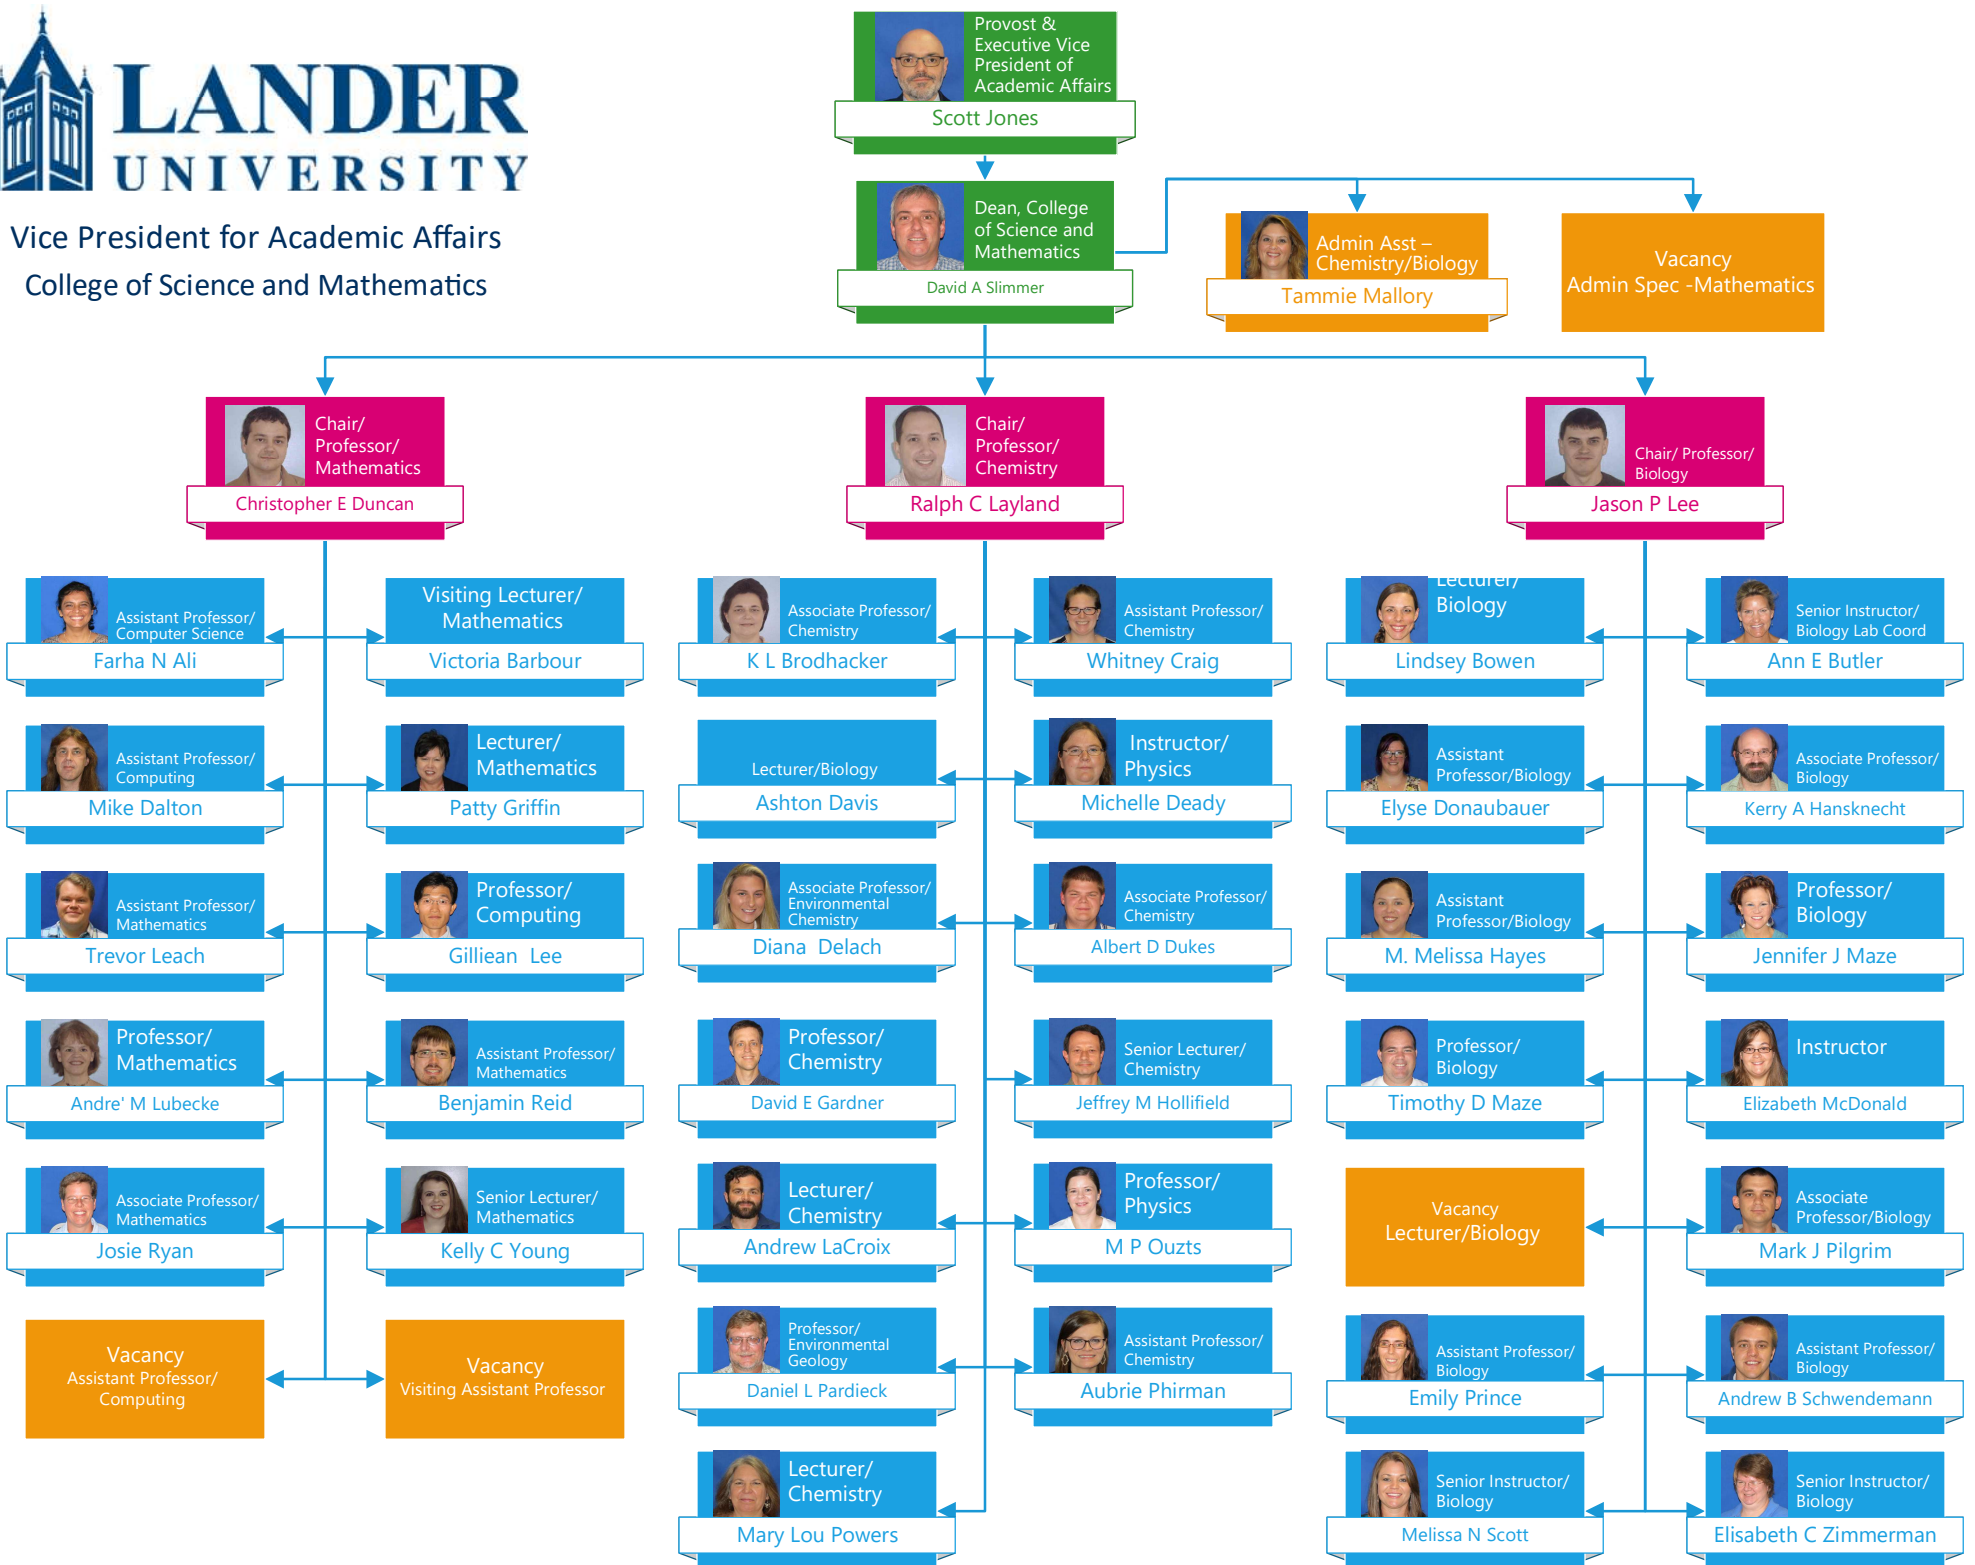 LANDER
UNIVERSITY
Vice President for Academic Affairs
College of Science and Mathematics
Provost &
Executive Vice
President of
Academic Affairs
Scott Jones
Dean, College
of Science and
Mathematics
David A Slimmer
Admin Asst –
Chemistry/Biology
Tammie Mallory
Vacancy
Admin Spec -Mathematics
Chair/
Professor/
Mathematics
Christopher E Duncan
Chair/
Professor/
Chemistry
Ralph C Layland
Chair/ Professor/
Biology
Jason P Lee
Assistant Professor/
Computer Science
Farha N Ali
Visiting Lecturer/
Mathematics
Victoria Barbour
Assistant Professor/
Computing
Mike Dalton
Lecturer/
Mathematics
Patty Griffin
Assistant Professor/
Mathematics
Trevor Leach
Professor/
Computing
Gilliean  Lee
Professor/
Mathematics
Andre' M Lubecke
Assistant Professor/
Mathematics
Benjamin Reid
Associate Professor/
Mathematics
Josie Ryan
Senior Lecturer/
Mathematics
Kelly C Young
Vacancy
Assistant Professor/
Computing
Vacancy
Visiting Assistant Professor
Associate Professor/
Chemistry
K L Brodhacker
Assistant Professor/
Chemistry
Whitney Craig
Lecturer/Biology
Ashton Davis
Instructor/
Physics
Michelle Deady
Associate Professor/
Environmental
Chemistry
Diana  Delach
Associate Professor/
Chemistry
Albert D Dukes
Professor/
Chemistry
David E Gardner
Senior Lecturer/
Chemistry
Jeffrey M Hollifield
Lecturer/
Chemistry
Andrew LaCroix
Professor/
Physics
M P Ouzts
Professor/
Environmental
Geology
Daniel L Pardieck
Assistant Professor/
Chemistry
Aubrie Phirman
Lecturer/
Chemistry
Mary Lou Powers
Lecturer/
Biology
Lindsey Bowen
Senior Instructor/
Biology Lab Coord
Ann E Butler
Assistant
Professor/Biology
Elyse Donaubauer
Associate Professor/
Biology
Kerry A Hansknecht
Assistant
Professor/Biology
M. Melissa Hayes
Professor/
Biology
Jennifer J Maze
Professor/
Biology
Timothy D Maze
Instructor
Elizabeth McDonald
Vacancy
Lecturer/Biology
Associate
Professor/Biology
Mark J Pilgrim
Assistant Professor/
Biology
Emily Prince
Assistant Professor/
Biology
Andrew B Schwendemann
Senior Instructor/
Biology
Melissa N Scott
Senior Instructor/
Biology
Elisabeth C Zimmerman